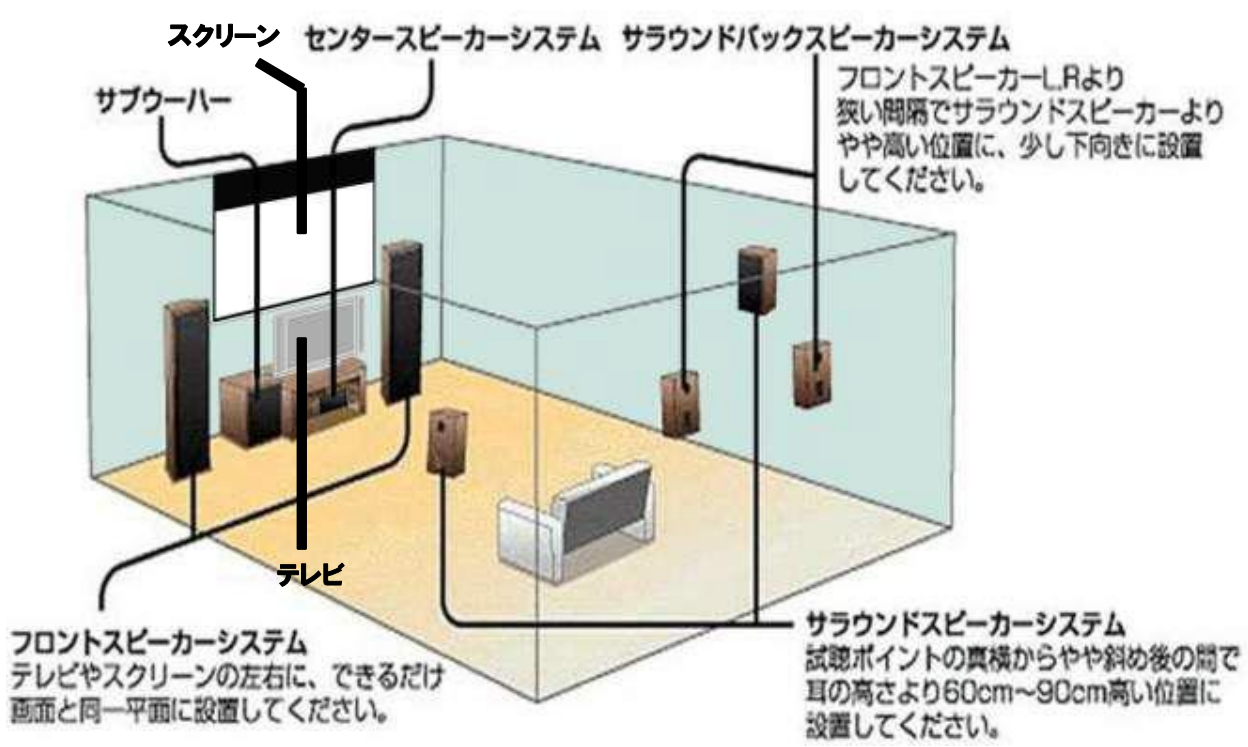 スクリーン
センタースピーカーシステム
サラウンドバックスピーカーシステム
フロントスピーカーL.Rより
狭い間隔でサラウンドスピーカーより
やや高い位置に、少し下向きに設置
してください。
サブウーハー
テレビ
フロントスピーカーシステム
テレビやスクリーンの左右に、できるだけ
画面と同一平面に設置してください。
サラウンドスピーカーシステム
試聴ポイントの真横からやや斜め後の間で
耳の高さより60cm～90cm高い位置に
設置してください。